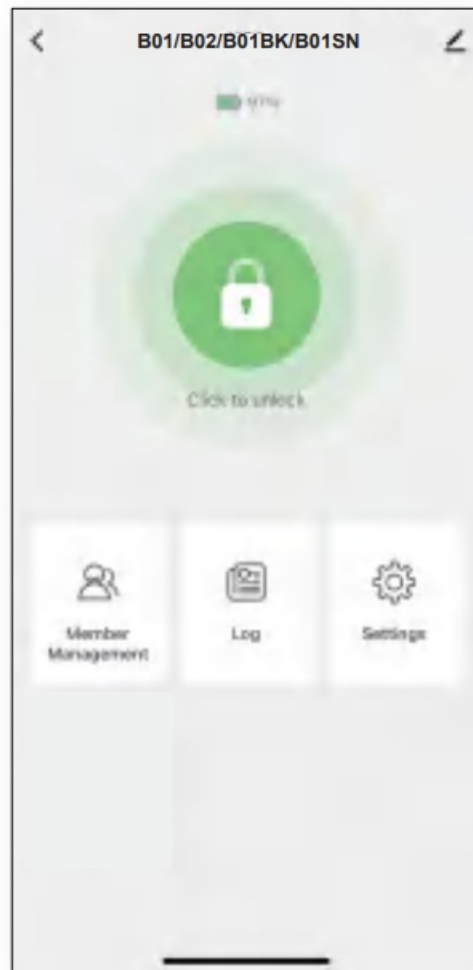 B01/B02/B01BK/B01SN
Click to unlock
Member
Management
Log
Settings